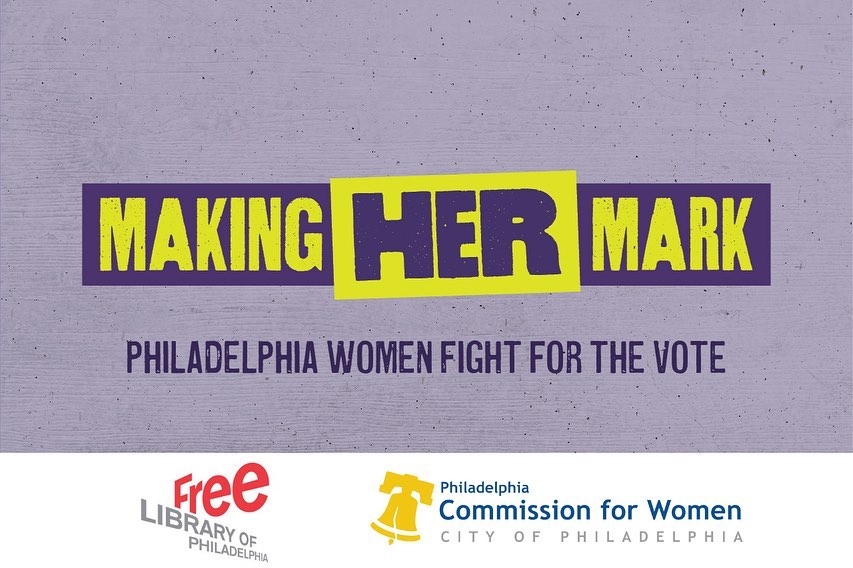 MAKING HER MARK
PHILADELPHIA WOMEN FIGHT FOR THE VOTE
Free
LIBRARY OF
PHILADELPHIA
Philadelphia
Commission for Women
CITY OF PHILADELPHIA